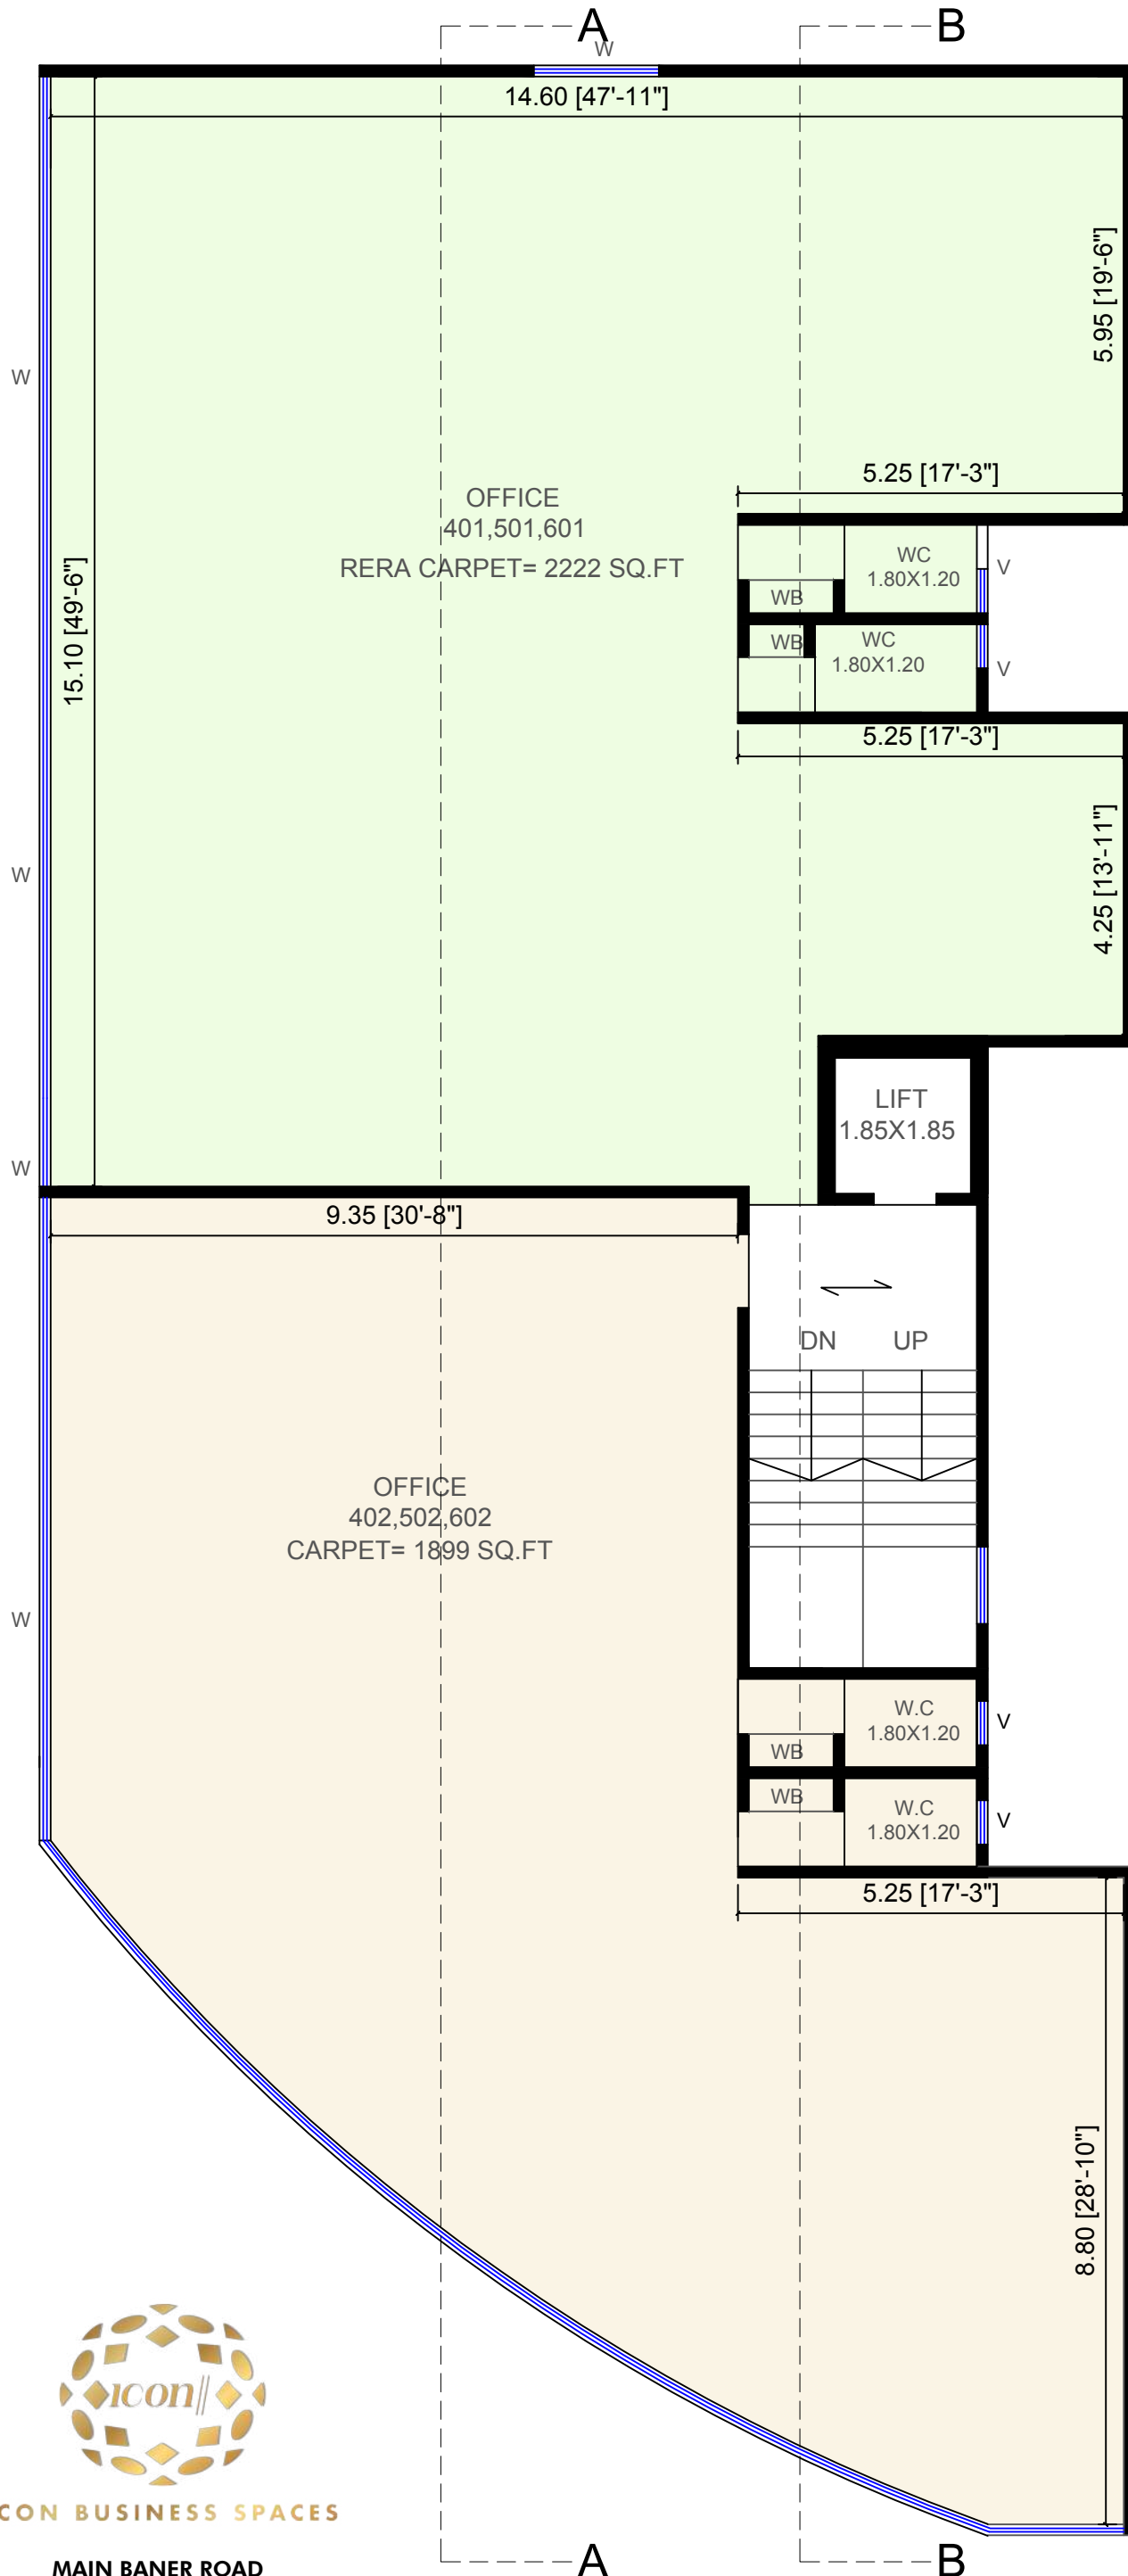 A
B
W
14.60 [47'-11"]
5.95 [19'-6"]
W
5.25 [17'-3"]
OFFICE
401,501,601
RERA CARPET= 2222 SQ.FT
WC
1.80X1.20
V
WB
WB
WC
1.80X1.20
V
15.10 [49'-6"]
5.25 [17'-3"]
4.25 [13'-11"]
W
LIFT
1.85X1.85
W
9.35 [30'-8"]
DN
UP
OFFICE
402,502,602
CARPET= 1899 SQ.FT
W
W.C
1.80X1.20
V
WB
WB
W.C
1.80X1.20
V
5.25 [17'-3"]
8.80 [28'-10"]
icon
CON BUSINESS SPACES
MAIN BANER ROAD
A
B